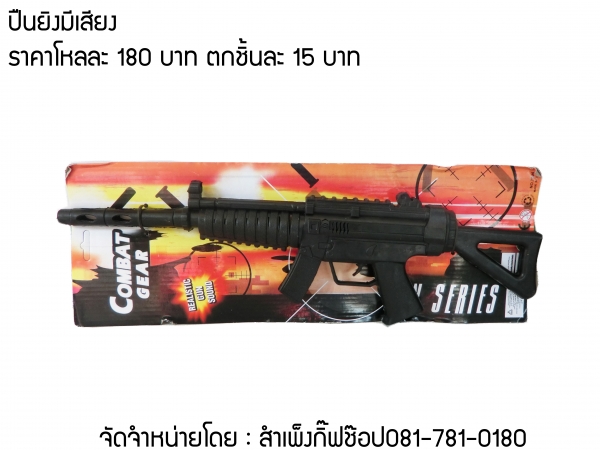 ปืนยิงมีเสียง
ราคาโหลละ 180 บาท ตกชิ้นละ 15 บาท
COMBAT
GEAR
REALISTIC
GUN
SOUND
SERIES
จัดจำหน่ายโดย : สำเพ็งกิ๊ฟช๊อป081-781-0180